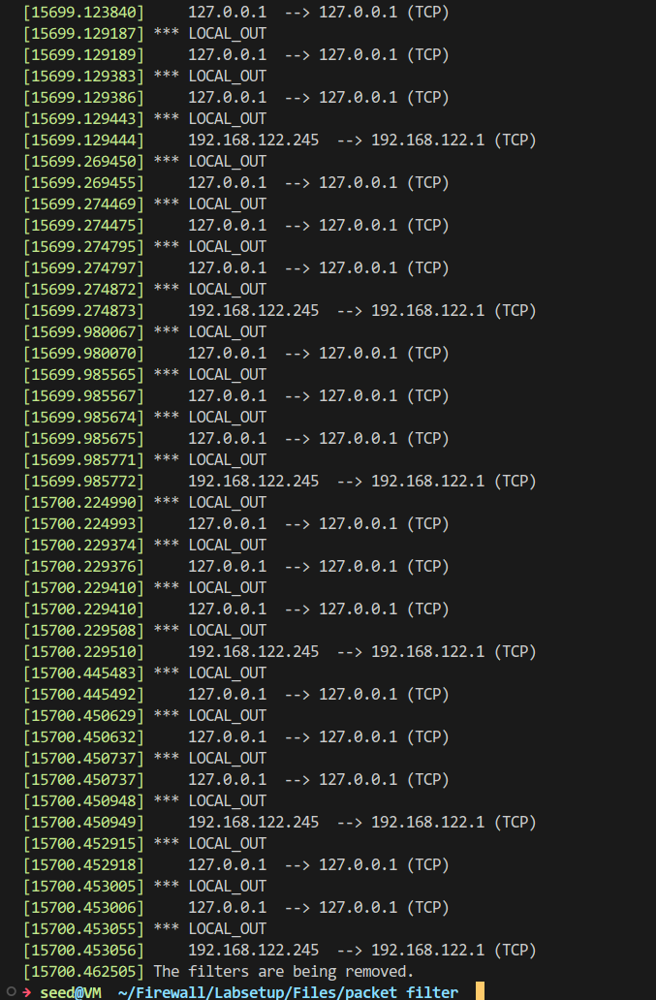 [15699.123840]     127.0.0.1  --> 127.0.0.1 (TCP)
[15699.129187] *** LOCAL_OUT
[15699.129189]     127.0.0.1  --> 127.0.0.1 (TCP)
[15699.129383] *** LOCAL_OUT
[15699.129386]     127.0.0.1  --> 127.0.0.1 (TCP)
[15699.129443] *** LOCAL_OUT
[15699.129444]     192.168.122.245  --> 192.168.122.1 (TCP)
[15699.269450] *** LOCAL_OUT
[15699.269455]     127.0.0.1  --> 127.0.0.1 (TCP)
[15699.274469] *** LOCAL_OUT
[15699.274475]     127.0.0.1  --> 127.0.0.1 (TCP)
[15699.274795] *** LOCAL_OUT
[15699.274797]     127.0.0.1  --> 127.0.0.1 (TCP)
[15699.274872] *** LOCAL_OUT
[15699.274873]     192.168.122.245  --> 192.168.122.1 (TCP)
[15699.980067] *** LOCAL_OUT
[15699.980070]     127.0.0.1  --> 127.0.0.1 (TCP)
[15699.985565] *** LOCAL_OUT
[15699.985567]     127.0.0.1  --> 127.0.0.1 (TCP)
[15699.985674] *** LOCAL_OUT
[15699.985675]     127.0.0.1  --> 127.0.0.1 (TCP)
[15699.985771] *** LOCAL_OUT
[15699.985772]     192.168.122.245  --> 192.168.122.1 (TCP)
[15700.224990] *** LOCAL_OUT
[15700.224993]     127.0.0.1  --> 127.0.0.1 (TCP)
[15700.229374] *** LOCAL_OUT
[15700.229376]     127.0.0.1  --> 127.0.0.1 (TCP)
[15700.229410] *** LOCAL_OUT
[15700.229410]     127.0.0.1  --> 127.0.0.1 (TCP)
[15700.229508] *** LOCAL_OUT
[15700.229510]     192.168.122.245  --> 192.168.122.1 (TCP)
[15700.445483] *** LOCAL_OUT
[15700.445492]     127.0.0.1  --> 127.0.0.1 (TCP)
[15700.450629] *** LOCAL_OUT
[15700.450632]     127.0.0.1  --> 127.0.0.1 (TCP)
[15700.450737] *** LOCAL_OUT
[15700.450737]     127.0.0.1  --> 127.0.0.1 (TCP)
[15700.450948] *** LOCAL_OUT
[15700.450949]     192.168.122.245  --> 192.168.122.1 (TCP)
[15700.452915] *** LOCAL_OUT
[15700.452918]     127.0.0.1  --> 127.0.0.1 (TCP)
[15700.453005] *** LOCAL_OUT
[15700.453006]     127.0.0.1  --> 127.0.0.1 (TCP)
[15700.453055] *** LOCAL_OUT
[15700.453056]     192.168.122.245  --> 192.168.122.1 (TCP)
[15700.462505] The filters are being removed.
➜ seed@VM  ~/Firewall/Labsetup/Files/packet_filter